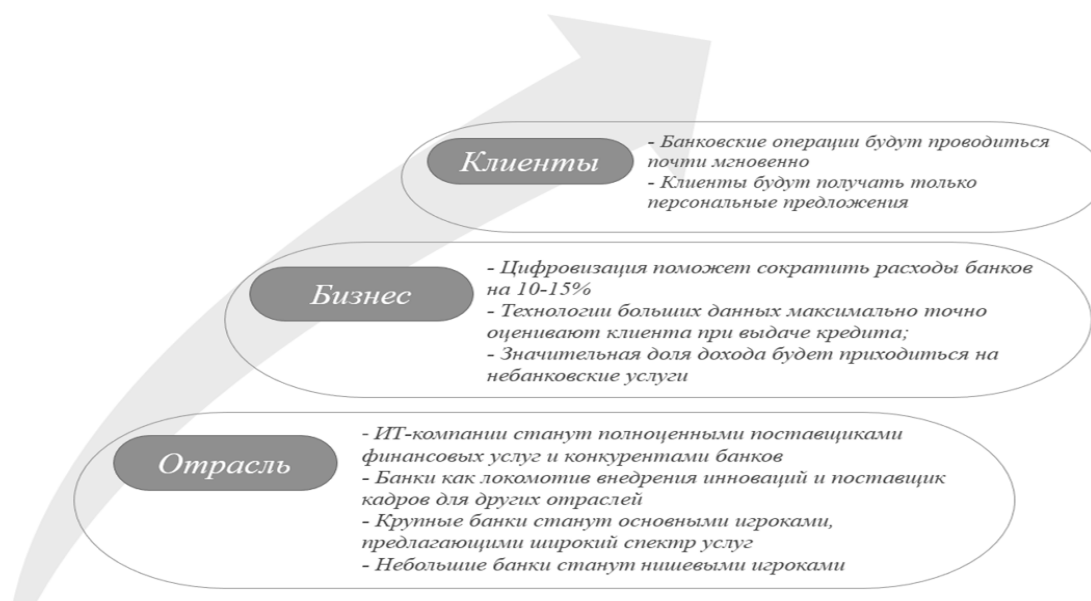 Клиенты
- Банковские операции будут проводиться
почти мгновенно
- Клиенты будут получать только
персональные предложения
Бизнес
- Цифровизация поможет сократить расходы банков
на 10-15%
- Технологии больших данных максимально точно
оценивают клиента при выдаче кредита;
- Значительная доля дохода будет приходиться на
небанковские услуги
Отрасль
- ИТ-компании станут полноценными поставщиками
финансовых услуг и конкурентами банков
- Банки как локомотив внедрения инноваций и поставщик
кадров для других отраслей
- Крупные банки станут основными игроками,
предлагающими широкий спектр услуг
- Небольшие банки станут нишевыми игроками